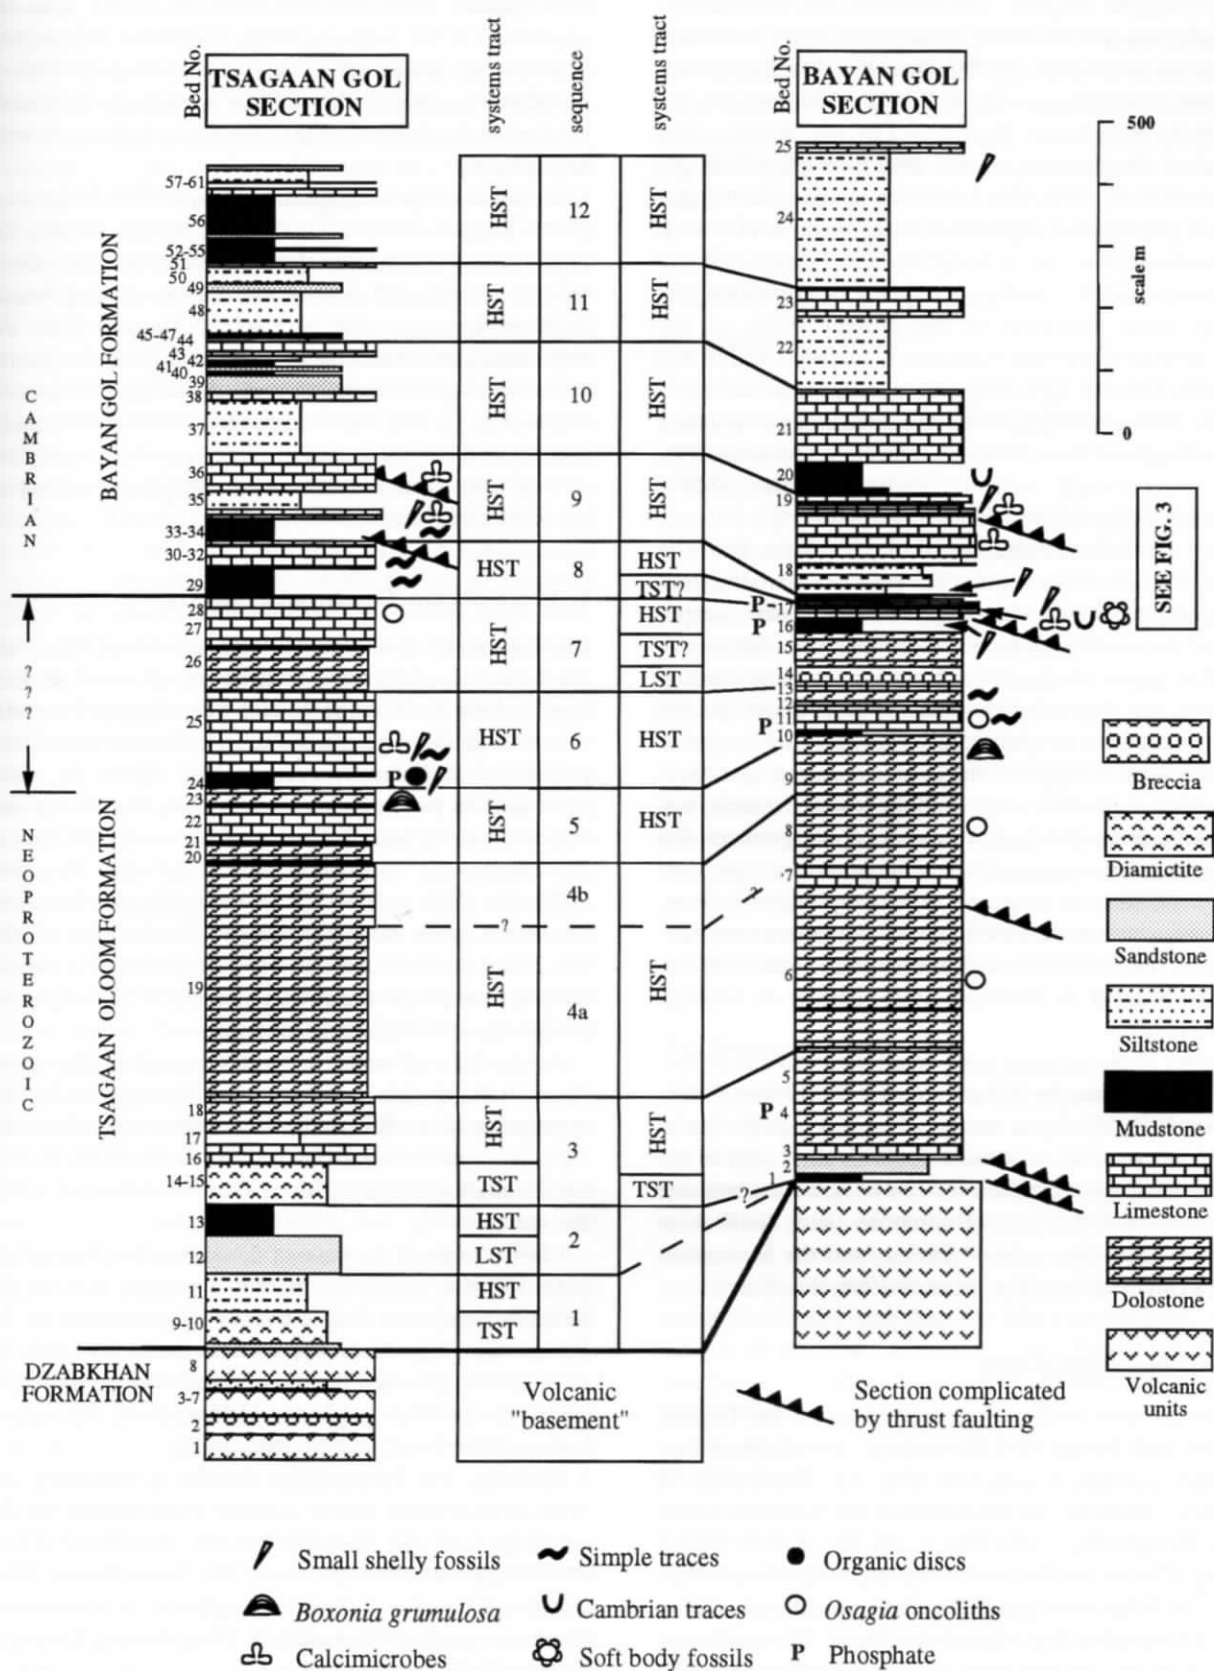 Bed No.
TSAGAAN GOL
SECTION
systems tract
sequence
systems tract
Bed No.
BAYAN GOL
SECTION
500
scale m
0
SEE FIG. 3
CAMBRIAN
?
?
?
NEOPROTEROZOIC
BAYAN GOL FORMATION
TSAGAN OLOOM FORMATION
DZABKHAN
FORMATION
57-61
56
52-55
51
50
49
48
45-47
44
43
42
41
40
39
38
37
36
35
33-34
30-32
29
28
27
26
25
24
23
22
21
20
19
18
17
16
14-15
13
12
11
9-10
8
3-7
2
1
P
HST
HST
HST
HST
HST
HST
HST
HST
?
HST
HST
TST
HST
LST
HST
TST
12
11
10
9
8
7
6
5
4b
4a
3
2
1
Volcanic
"basement"
HST
HST
HST
HST
HST
TST?
HST
TST?
LST
HST
HST
HST
HST
TST
?
?
25
24
23
22
21
20
19
18
17
16
15
14
13
12
11
10
9
8
7
6
5
4
3
2
1
P
P
P
P
Section complicated
by thrust faulting
Breccia
Diamictite
Sandstone
Siltstone
Mudstone
Limestone
Dolostone
Volcanic
units
Small shelly fossils
Simple traces
Organic discs
Boxonia grumulosa
Cambrian traces
Osagia oncoliths
Calcimicrobes
Soft body fossils
P Phosphate